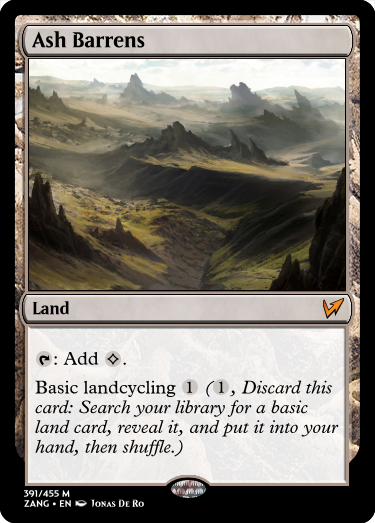 Ash Barrens
Land
: Add .
Basic landcycling 1 (1, Discard this
card: Search your library for a basic
land card, reveal it, and put it into your
hand, then shuffle.)
391/455 M
ZANG • EN Jonas De Ro